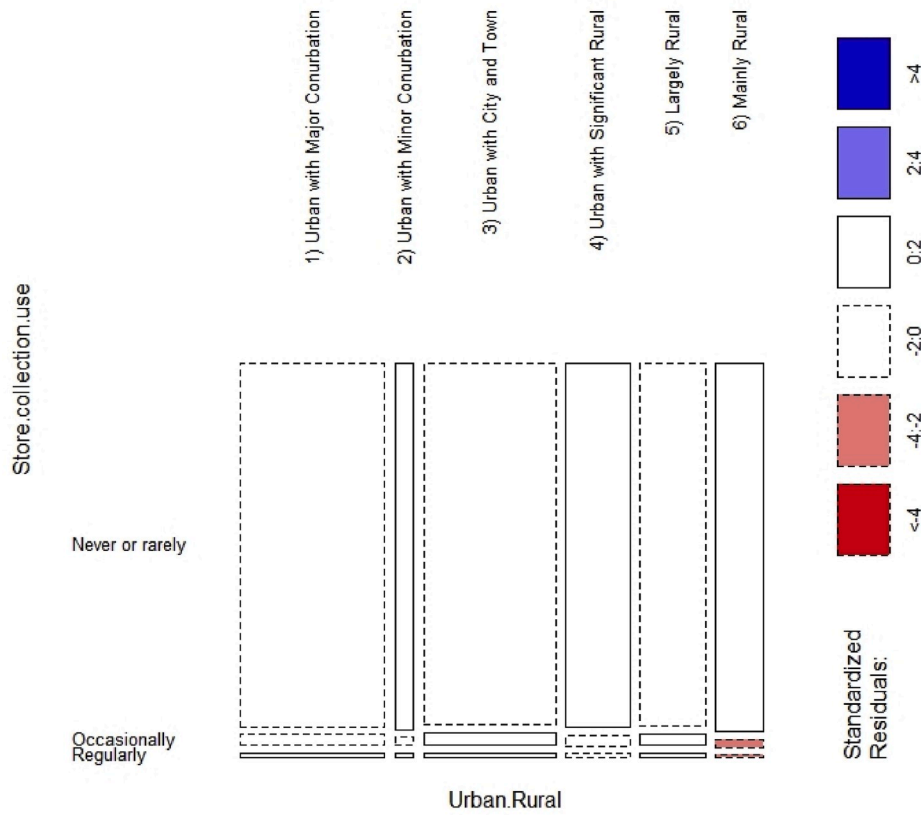 1) Urban with Major Conurbation
2) Urban with Minor Conurbation
3) Urban with City and Town
4) Urban with Significant Rural
5) Largely Rural
6) Mainly Rural
Store.collection.use
Never or rarely
Occasionally
Regularly
Urban.Rural
>4
2:4
0:2
-2:0
-4:-2
<-4
Standardized
Residuals: